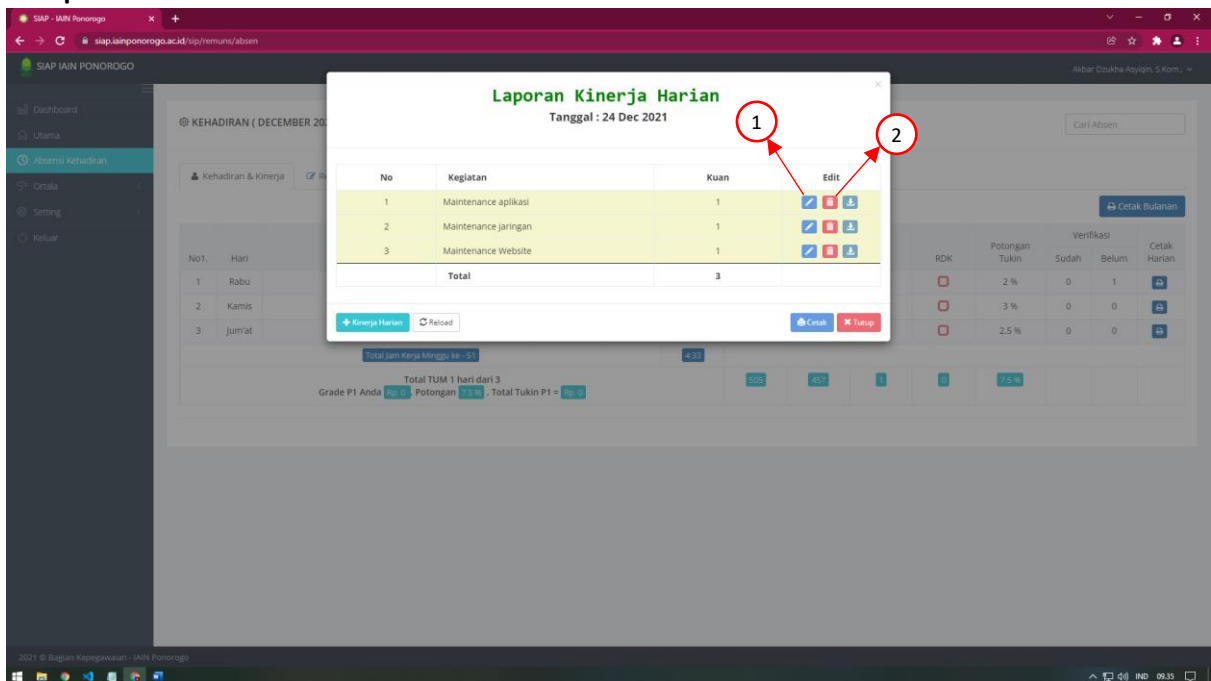 SIAP - IAIN Ponorogo
siap.iainponorogo.ac.id/sip/remuns/absen
SIAP IAIN PONOROGO
Akbar Dzukha Asyiqin, S.Kom.,
Dashboard
Utama
Absensi Kehadiran
Ortala
Setting
Keluar
KEHADIRAN ( DECEMBER 20
Cari Absen
Kehadiran & Kinerja
Cetak Bulanan
Laporan Kinerja Harian
Tanggal : 24 Dec 2021
1
2
No Kegiatan Kuan Edit
1 Maintenance aplikasi 1
2 Maintenance jaringan 1
3 Maintenance Website 1
Total 3
Kinerja Harian Reload Cetak Tutup
No1. Hari RDK Potongan Tukin Verifikasi Sudah Belum Cetak Harian
1 Rabu 2 % 0 1
2 Kamis 3 % 0 0
3 Jum'at 2.5 % 0 0
Total Jam Kerja Minggu ke - 51 4:33
Total TUM 1 hari dari 3
Grade P1 Anda Rp. 0 , Potongan 7.5 % , Total Tukin P1 = Rp. 0
505 457 1 0 7.5 %
2021 © Bagian Kepegawaian - IAIN Ponorogo
IND 09.35